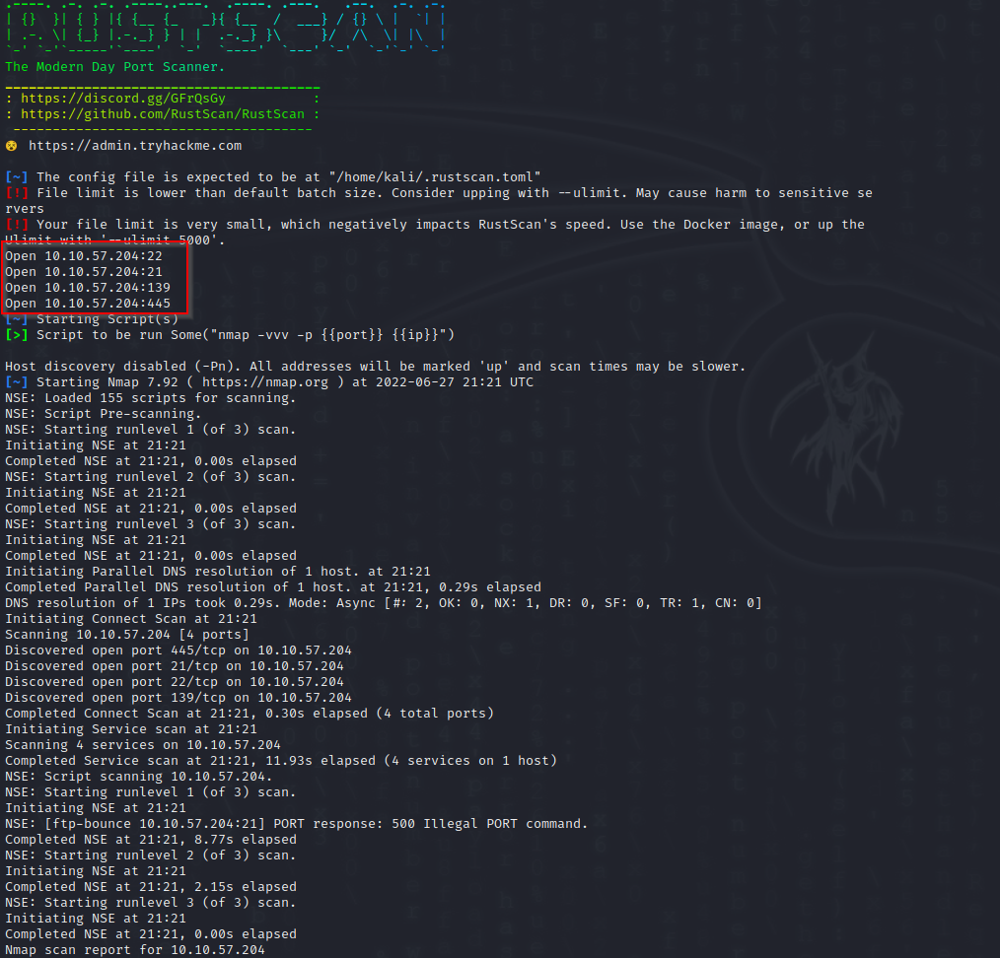 The Modern Day Port Scanner.
: https://discord.gg/GFrQsGy :
: https://github.com/RustScan/RustScan :
https://admin.tryhackme.com
[~] The config file is expected to be at "/home/kali/.rustscan.toml"
[!] File limit is lower than default batch size. Consider upping with --ulimit. May cause harm to sensitive se
rvers
[!] Your file limit is very small, which negatively impacts RustScan's speed. Use the Docker image, or up the
Ulimit with '--ulimit 5000'.
Open 10.10.57.204:22
Open 10.10.57.204:21
Open 10.10.57.204:139
Open 10.10.57.204:445
[~] Starting Script(s)
[>] Script to be run Some("nmap -vvv -p {{port}} {{ip}}")
Host discovery disabled (-Pn). All addresses will be marked 'up' and scan times may be slower.
[~] Starting Nmap 7.92 ( https://nmap.org ) at 2022-06-27 21:21 UTC
NSE: Loaded 155 scripts for scanning.
NSE: Script Pre-scanning.
NSE: Starting runlevel 1 (of 3) scan.
Initiating NSE at 21:21
Completed NSE at 21:21, 0.00s elapsed
NSE: Starting runlevel 2 (of 3) scan.
Initiating NSE at 21:21
Completed NSE at 21:21, 0.00s elapsed
NSE: Starting runlevel 3 (of 3) scan.
Initiating NSE at 21:21
Completed NSE at 21:21, 0.00s elapsed
Initiating Parallel DNS resolution of 1 host. at 21:21
Completed Parallel DNS resolution of 1 host. at 21:21, 0.29s elapsed
DNS resolution of 1 IPs took 0.29s. Mode: Async [#: 2, OK: 0, NX: 1, DR: 0, SF: 0, TR: 1, CN: 0]
Initiating Connect Scan at 21:21
Scanning 10.10.57.204 [4 ports]
Discovered open port 445/tcp on 10.10.57.204
Discovered open port 21/tcp on 10.10.57.204
Discovered open port 22/tcp on 10.10.57.204
Discovered open port 139/tcp on 10.10.57.204
Completed Connect Scan at 21:21, 0.30s elapsed (4 total ports)
Initiating Service scan at 21:21
Scanning 4 services on 10.10.57.204
Completed Service scan at 21:21, 11.93s elapsed (4 services on 1 host)
NSE: Script scanning 10.10.57.204.
NSE: Starting runlevel 1 (of 3) scan.
Initiating NSE at 21:21
NSE: [ftp-bounce 10.10.57.204:21] PORT response: 500 Illegal PORT command.
Completed NSE at 21:21, 8.77s elapsed
NSE: Starting runlevel 2 (of 3) scan.
Initiating NSE at 21:21
Completed NSE at 21:21, 2.15s elapsed
NSE: Starting runlevel 3 (of 3) scan.
Initiating NSE at 21:21
Completed NSE at 21:21, 0.00s elapsed
Nmap scan report for 10.10.57.204